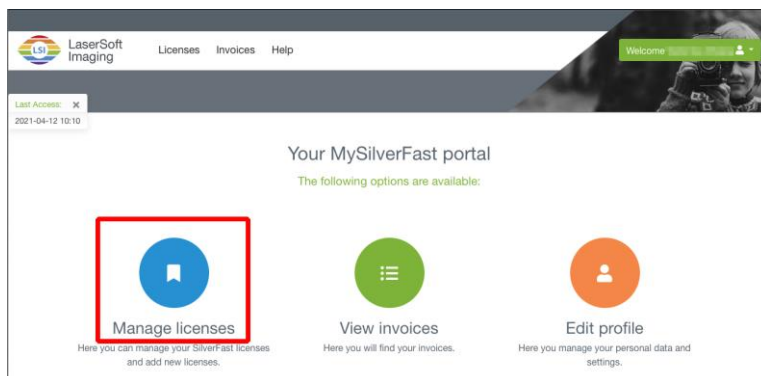 LSI
LaserSoft
Imaging
Licenses Invoices Help
Welcome
Last Access: ×
2021-04-12 10:10
Your MySilverFast portal
The following options are available:
Manage licenses
Here you can manage your SilverFast licenses
and add new licenses.
View invoices
Here you will find your invoices.
Edit profile
Here you manage your personal data and
settings.